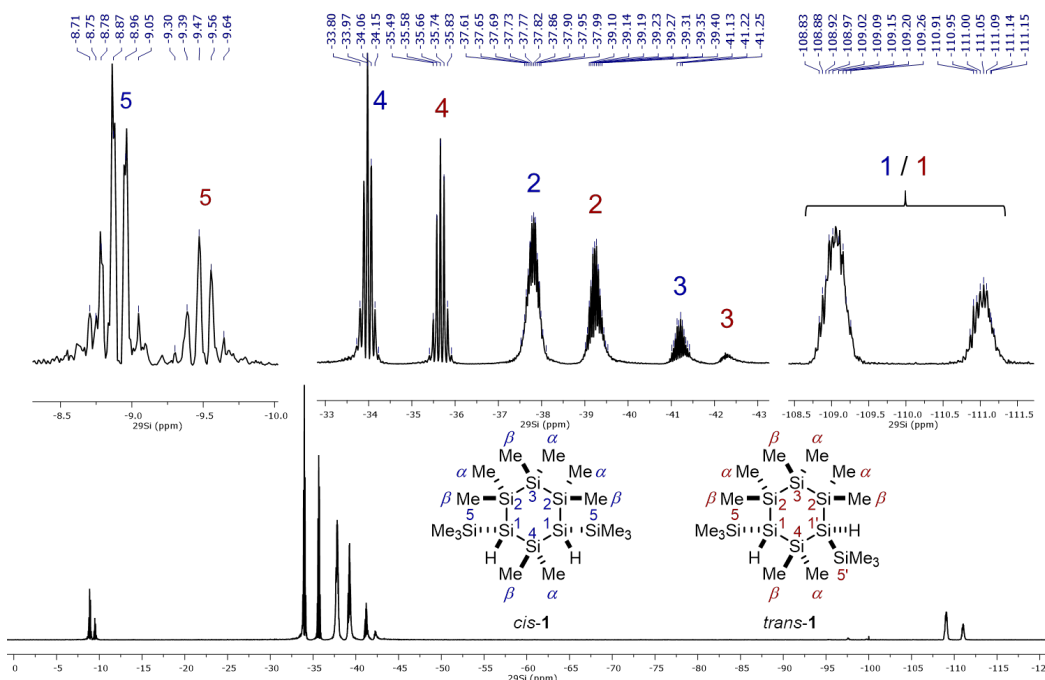 -8.71
-8.75
-8.78
-8.87
-8.96
-9.05
-9.30
-9.39
-9.47
-9.56
-9.64
-33.80
-33.97
-34.06
-34.15
-35.49
-35.58
-35.66
-35.74
-35.83
-37.61
-37.65
-37.69
-37.73
-37.77
-37.82
-37.86
-37.90
-37.95
-37.99
-39.10
-39.14
-39.19
-39.23
-39.27
-39.31
-39.35
-39.40
-41.13
-41.22
-41.25
-108.83
-108.88
-108.92
-108.97
-109.02
-109.09
-109.15
-109.20
-109.26
-110.91
-110.95
-111.00
-111.05
-111.09
-111.14
-111.15
5
5
4
4
2
2
3
3
1 / 1
-8.5 -9.0 -9.5 -10.0
29Si (ppm)
-33 -34 -35 -36 -37 -38 -39 -40 -41 -42 -43
29Si (ppm)
-108.5 -109.0 -109.5 -110.0 -110.5 -111.0 -111.5
29Si (ppm)
β α
Me Me
α Me Si Me α
β Me Si 3 Si Me β
5 2 2 5
Me3Si Si 1 1 Si SiMe3
H 4 H
Si
Me Me
β α
cis-1
β α
Me Me
α Me Si Me α
β Me Si 3 Si Me β
5 2 2
Me3Si Si 1 1' Si H
H 4
Si SiMe3
Me Me 5'
β α
trans-1
0 -5 -10 -15 -20 -25 -30 -35 -40 -45 -50 -55 -60 -65 -70 -75 -80 -85 -90 -95 -100 -105 -110 -115 -12
29Si (ppm)